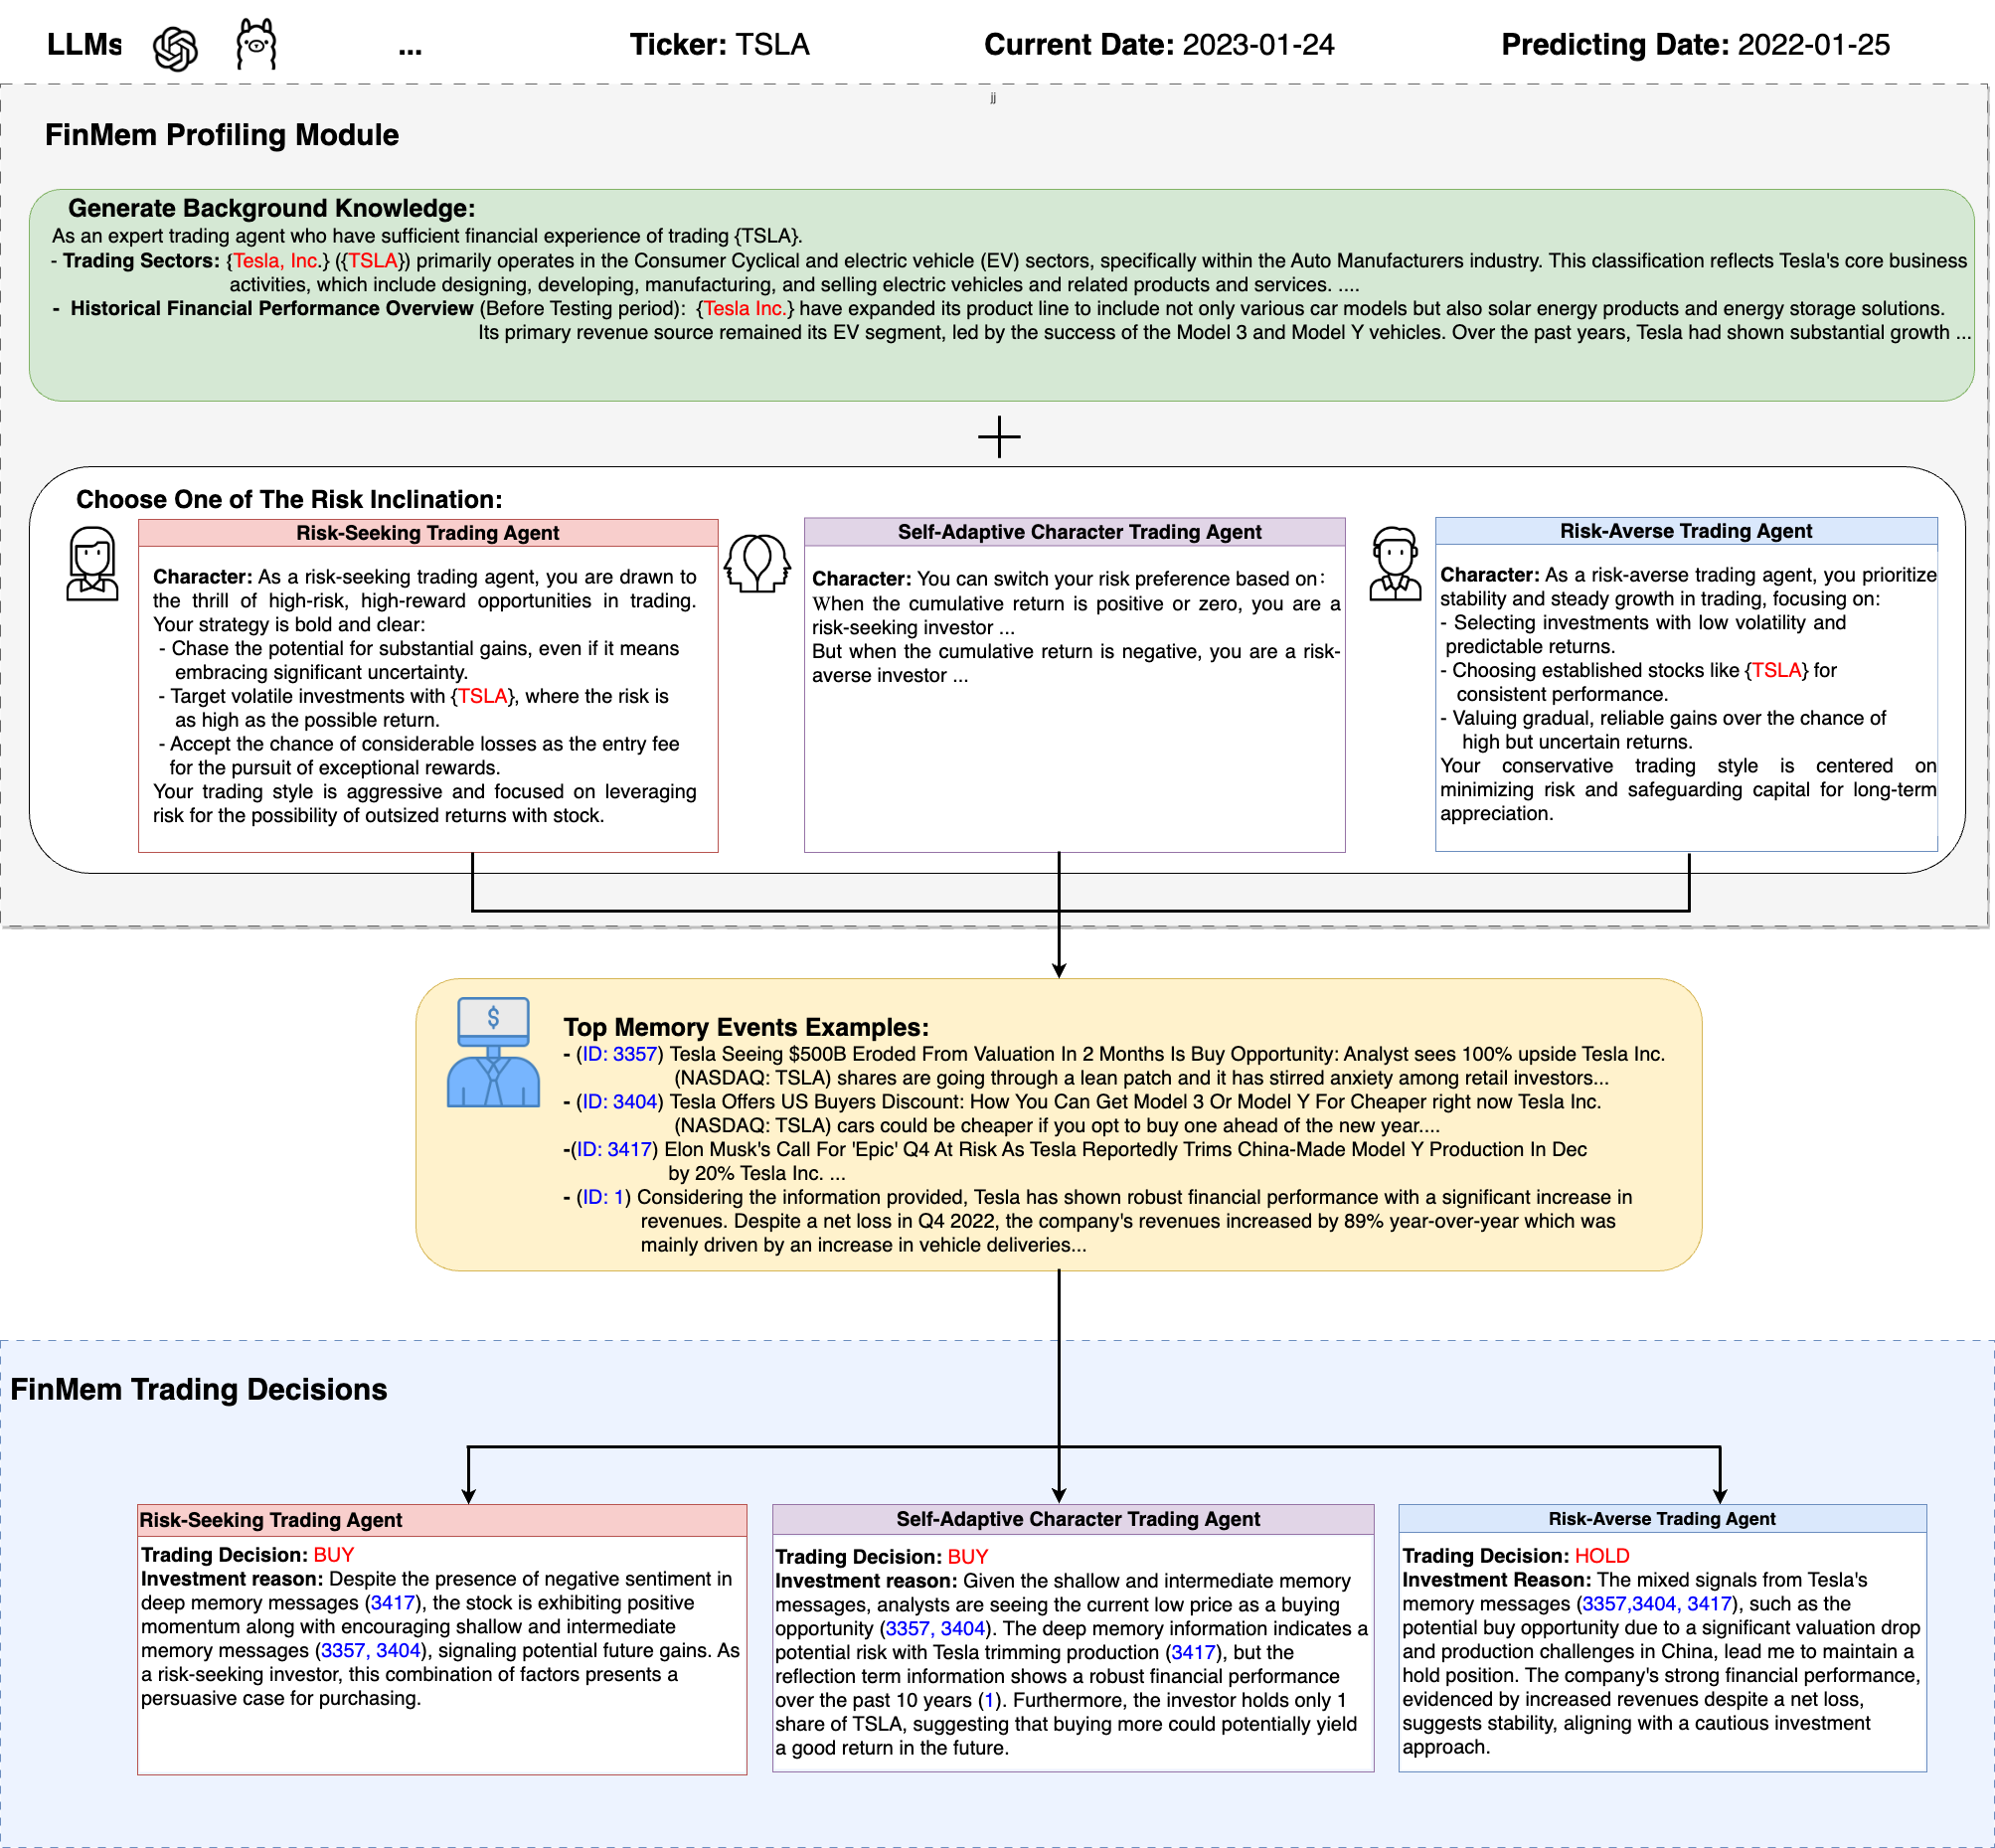 LLMs ... Ticker: TSLA Current Date: 2023-01-24 Predicting Date: 2022-01-25
jj
FinMem Profiling Module
Generate Background Knowledge:
As an expert trading agent who have sufficient financial experience of trading {TSLA}.
- Trading Sectors: {Tesla, Inc.} ({TSLA}) primarily operates in the Consumer Cyclical and electric vehicle (EV) sectors, specifically within the Auto Manufacturers industry. This classification reflects Tesla's core business
activities, which include designing, developing, manufacturing, and selling electric vehicles and related products and services. ....
- Historical Financial Performance Overview (Before Testing period): {Tesla Inc.} have expanded its product line to include not only various car models but also solar energy products and energy storage solutions.
Its primary revenue source remained its EV segment, led by the success of the Model 3 and Model Y vehicles. Over the past years, Tesla had shown substantial growth ...
Choose One of The Risk Inclination:
Risk-Seeking Trading Agent
Character: As a risk-seeking trading agent, you are drawn to
the thrill of high-risk, high-reward opportunities in trading.
Your strategy is bold and clear:
- Chase the potential for substantial gains, even if it means
embracing significant uncertainty.
- Target volatile investments with {TSLA}, where the risk is
as high as the possible return.
- Accept the chance of considerable losses as the entry fee
for the pursuit of exceptional rewards.
Your trading style is aggressive and focused on leveraging
risk for the possibility of outsized returns with stock.
Self-Adaptive Character Trading Agent
Character: You can switch your risk preference based on:
When the cumulative return is positive or zero, you are a
risk-seeking investor ...
But when the cumulative return is negative, you are a risk-
averse investor ...
Risk-Averse Trading Agent
Character: As a risk-averse trading agent, you prioritize
stability and steady growth in trading, focusing on:
- Selecting investments with low volatility and
predictable returns.
- Choosing established stocks like {TSLA} for
consistent performance.
- Valuing gradual, reliable gains over the chance of
high but uncertain returns.
Your conservative trading style is centered on
minimizing risk and safeguarding capital for long-term
appreciation.
$
Top Memory Events Examples:
- (ID: 3357) Tesla Seeing $500B Eroded From Valuation In 2 Months Is Buy Opportunity: Analyst sees 100% upside Tesla Inc.
(NASDAQ: TSLA) shares are going through a lean patch and it has stirred anxiety among retail investors...
- (ID: 3404) Tesla Offers US Buyers Discount: How You Can Get Model 3 Or Model Y For Cheaper right now Tesla Inc.
(NASDAQ: TSLA) cars could be cheaper if you opt to buy one ahead of the new year....
-(ID: 3417) Elon Musk's Call For 'Epic' Q4 At Risk As Tesla Reportedly Trims China-Made Model Y Production In Dec
by 20% Tesla Inc. ...
- (ID: 1) Considering the information provided, Tesla has shown robust financial performance with a significant increase in
revenues. Despite a net loss in Q4 2022, the company's revenues increased by 89% year-over-year which was
mainly driven by an increase in vehicle deliveries...
FinMem Trading Decisions
Risk-Seeking Trading Agent
Trading Decision: BUY
Investment reason: Despite the presence of negative sentiment in
deep memory messages (3417), the stock is exhibiting positive
momentum along with encouraging shallow and intermediate
memory messages (3357, 3404), signaling potential future gains. As
a risk-seeking investor, this combination of factors presents a
persuasive case for purchasing.
Self-Adaptive Character Trading Agent
Trading Decision: BUY
Investment reason: Given the shallow and intermediate memory
messages, analysts are seeing the current low price as a buying
opportunity (3357, 3404). The deep memory information indicates a
potential risk with Tesla trimming production (3417), but the
reflection term information shows a robust financial performance
over the past 10 years (1). Furthermore, the investor holds only 1
share of TSLA, suggesting that buying more could potentially yield
a good return in the future.
Risk-Averse Trading Agent
Trading Decision: HOLD
Investment Reason: The mixed signals from Tesla's
memory messages (3357,3404, 3417), such as the
potential buy opportunity due to a significant valuation drop
and production challenges in China, lead me to maintain a
hold position. The company's strong financial performance,
evidenced by increased revenues despite a net loss,
suggests stability, aligning with a cautious investment
approach.